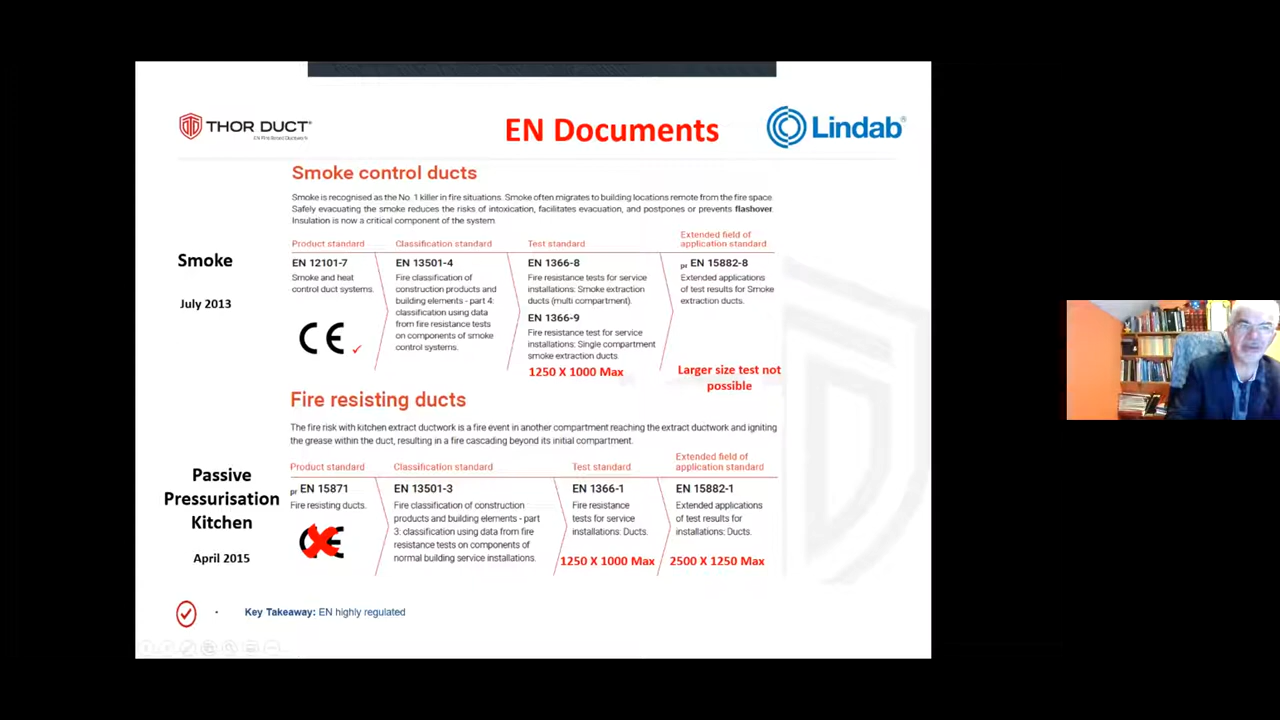 THOR DUCT®
EN Documents
Lindab®
Smoke control ducts
Smoke is recognised as the No. 1 killer in fire situations. Smoke often migrates to building locations remote from the fire space.
Safely evacuating the smoke reduces the risks of intoxication, facilitates evacuation, and postpones or prevents flashover.
Insulation is now a critical component of the system.
Smoke
July 2013
Product standard
EN 12101-7
Smoke and heat
control duct systems.
CE
Classification standard
EN 13501-4
Fire classification of
construction products and
building elements - part 4:
classification using data
from fire resistance tests
on components of smoke
control systems.
Test standard
EN 1366-8
Fire resistance tests for service
installations: Smoke extraction
ducts (multi compartment).
EN 1366-9
Fire resistance test for service
installations: Single compartment
smoke extraction ducts
1250 X 1000 Max
Extended field of
application standard
pr EN 15882-8
Extended applications
of test results for Smoke
extraction ducts.
Larger size test not
possible
Fire resisting ducts
The fire risk with kitchen extract ductwork is a fire event in another compartment reaching the extract ductwork and igniting
the grease within the duct, resulting in a fire cascading beyond its initial compartment.
Passive
Pressurisation
Kitchen
April 2015
Product standard
pr EN 15871
Fire resisting ducts.
CE
Classification standard
EN 13501-3
Fire classification of construction
products and building elements - part
3: classification using data from fire
resistance tests on components of
normal building service installations.
Test standard
EN 1366-1
Fire resistance
tests for service
installations: Ducts.
1250 X 1000 Max
Extended field of
application standard
EN 15882-1
Extended applications
of test results for
installations: Ducts.
2500 X 1250 Max
Key Takeaway: EN highly regulated